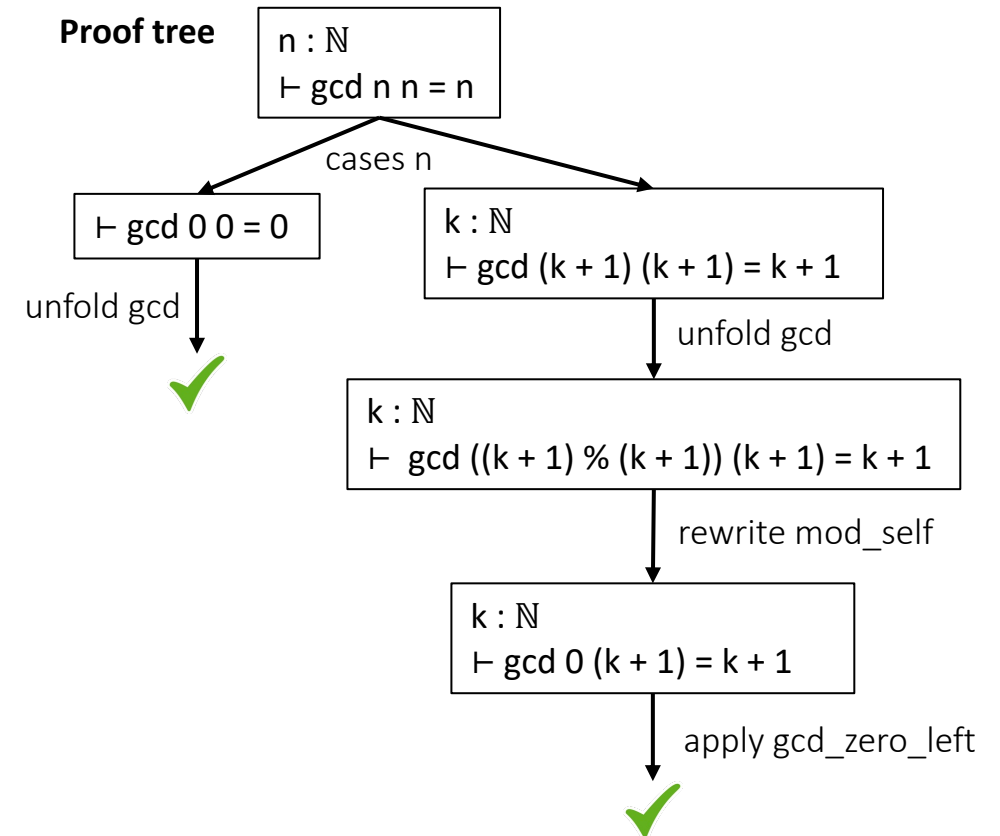 Proof tree
n : ℕ
⊢ gcd n n = n
cases n
⊢ gcd 0 0 = 0
k : ℕ
⊢ gcd (k + 1) (k + 1) = k + 1
unfold gcd
unfold gcd
k : ℕ
⊢ gcd ((k + 1) % (k + 1)) (k + 1) = k + 1
rewrite mod_self
k : ℕ
⊢ gcd 0 (k + 1) = k + 1
apply gcd_zero_left